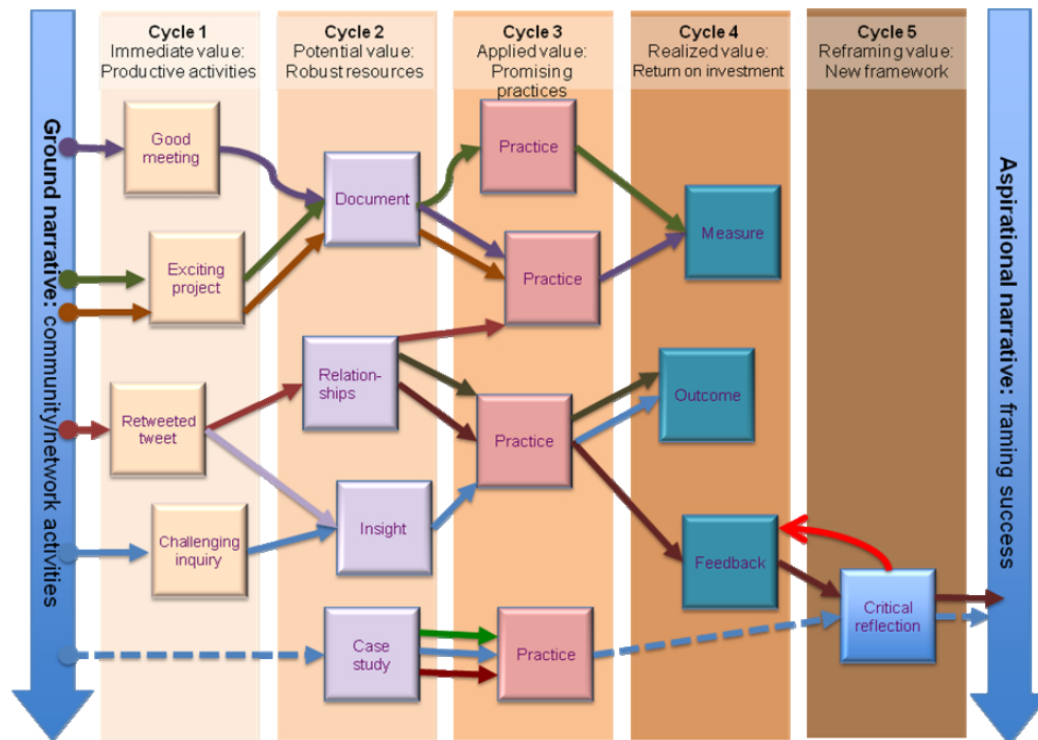 Cycle 1
Immediate value:
Productive activities
Cycle 2
Potential value:
Robust resources
Cycle 3
Applied value:
Promising
practices
Cycle 4
Realized value:
Return on investment
Cycle 5
Reframing value:
New framework
Ground narrative: community/network activities
Good
meeting
Exciting
project
Retweeted
tweet
Challenging
inquiry
Document
Relation-
ships
Insight
Case
study
Practice
Practice
Practice
Practice
Measure
Outcome
Feedback
Critical
reflection
Aspirational narrative: framing success